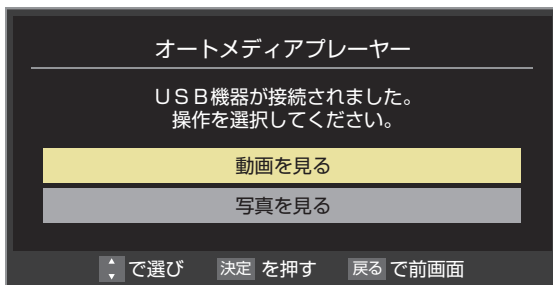 オートメディアプレーヤー
ＵＳＢ機器が接続されました。
操作を選択してください。
動画を見る
写真を見る
で選び 決定 を押す 戻る で前画面